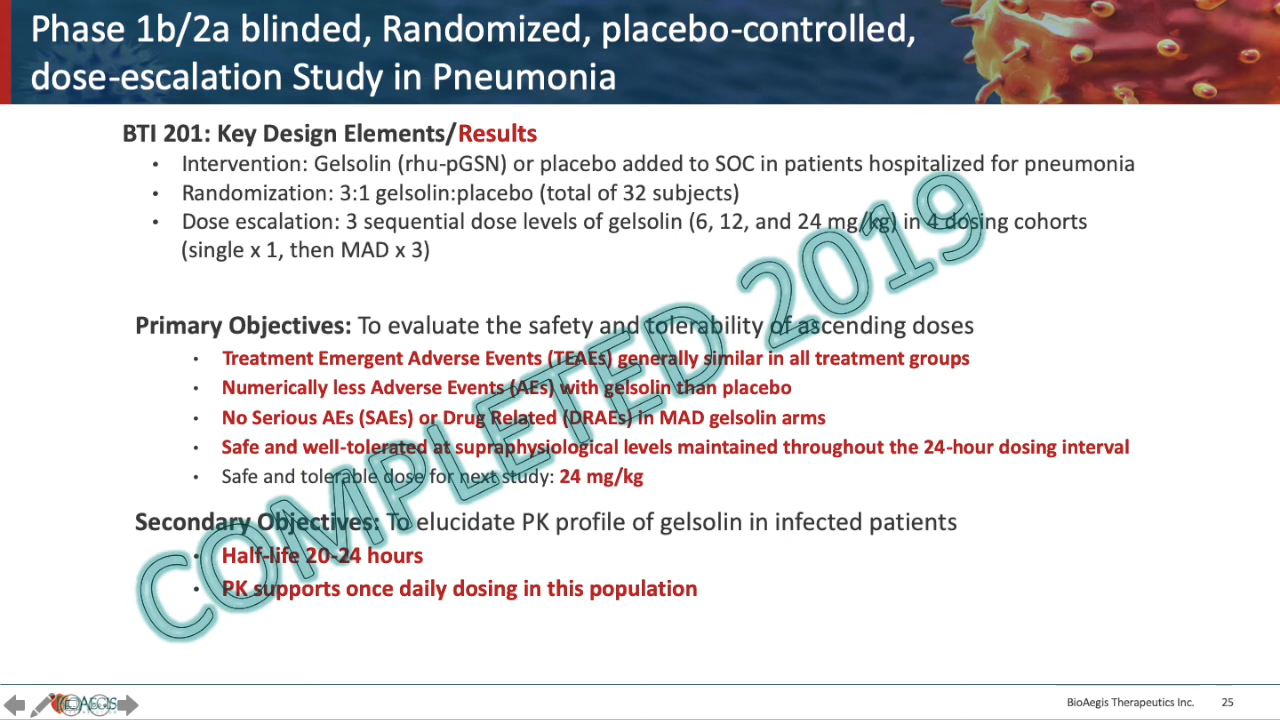 Phase 1b/2a blinded, Randomized, placebo-controlled,
dose-escalation Study in Pneumonia
BTI 201: Key Design Elements/Results
• Intervention: Gelsolin (rhu-pGSN) or placebo added to SOC in patients hospitalized for pneumonia
• Randomization: 3:1 gelsolin:placebo (total of 32 subjects)
• Dose escalation: 3 sequential dose levels of gelsolin (6, 12, and 24 mg/kg) in 4 dosing cohorts
(single x 1, then MAD x 3)
Primary Objectives: To evaluate the safety and tolerability of ascending doses
• Treatment Emergent Adverse Events (TEAEs) generally similar in all treatment groups
• Numerically less Adverse Events (AEs) with gelsolin than placebo
• No Serious AEs (SAEs) or Drug Related (DRAEs) in MAD gelsolin arms
• Safe and well-tolerated at supraphysiological levels maintained throughout the 24-hour dosing interval
• Safe and tolerable dose for next study: 24 mg/kg
Secondary Objectives: To elucidate PK profile of gelsolin in infected patients
• Half-life 20-24 hours
• PK supports once daily dosing in this population
COMPLETED 2019
BioAegis Therapeutics Inc. 25